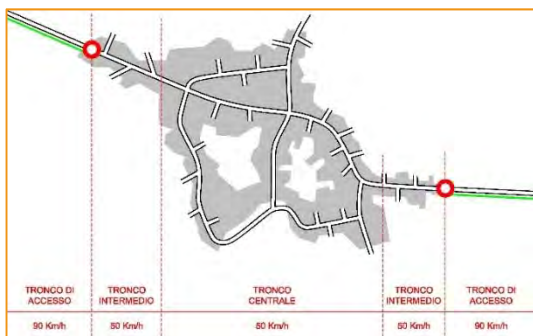 TRONCO DI
ACCESSO
TRONCO
INTERMEDIO
TRONCO
CENTRALE
TRONCO
INTERMEDIO
TRONCO DI
ACCESSO
90 Km/h
50 Km/h
50 Km/h
50 Km/h
90 Km/h